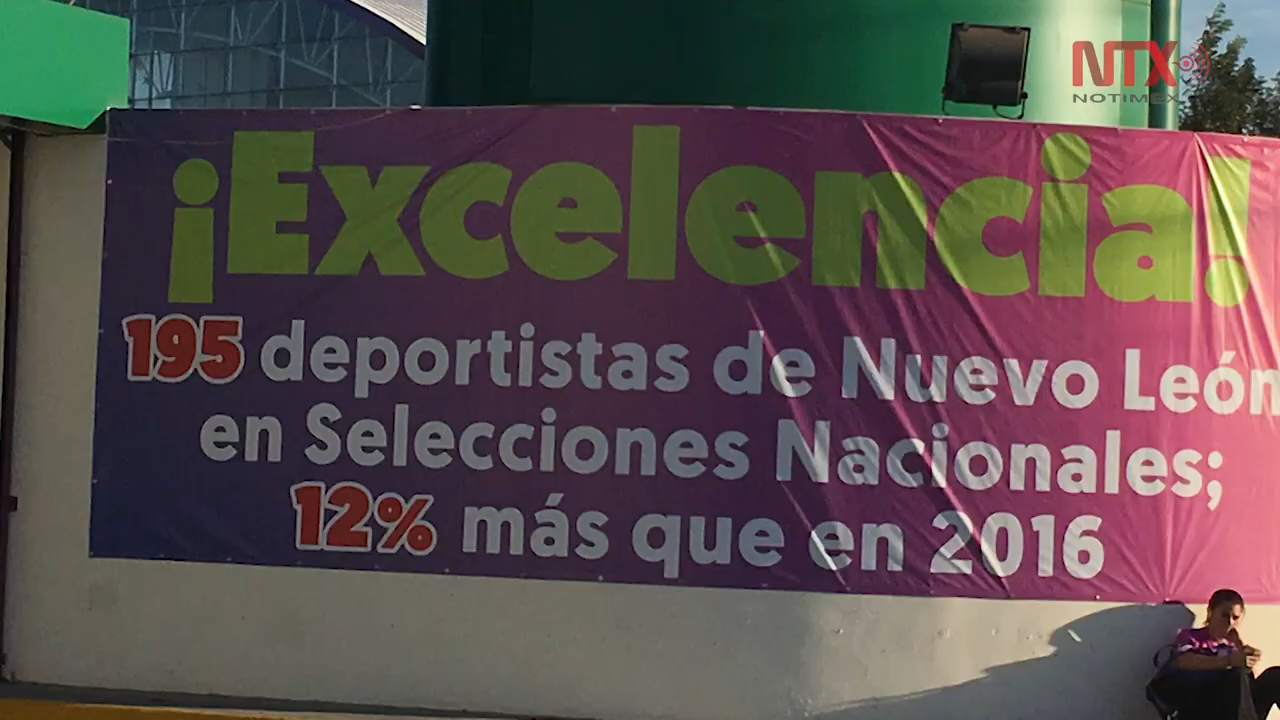 NTX
NOTIMEX
¡Excelencia!
195 deportistas de Nuevo León
en Selecciones Nacionales;
12% más que en 2016